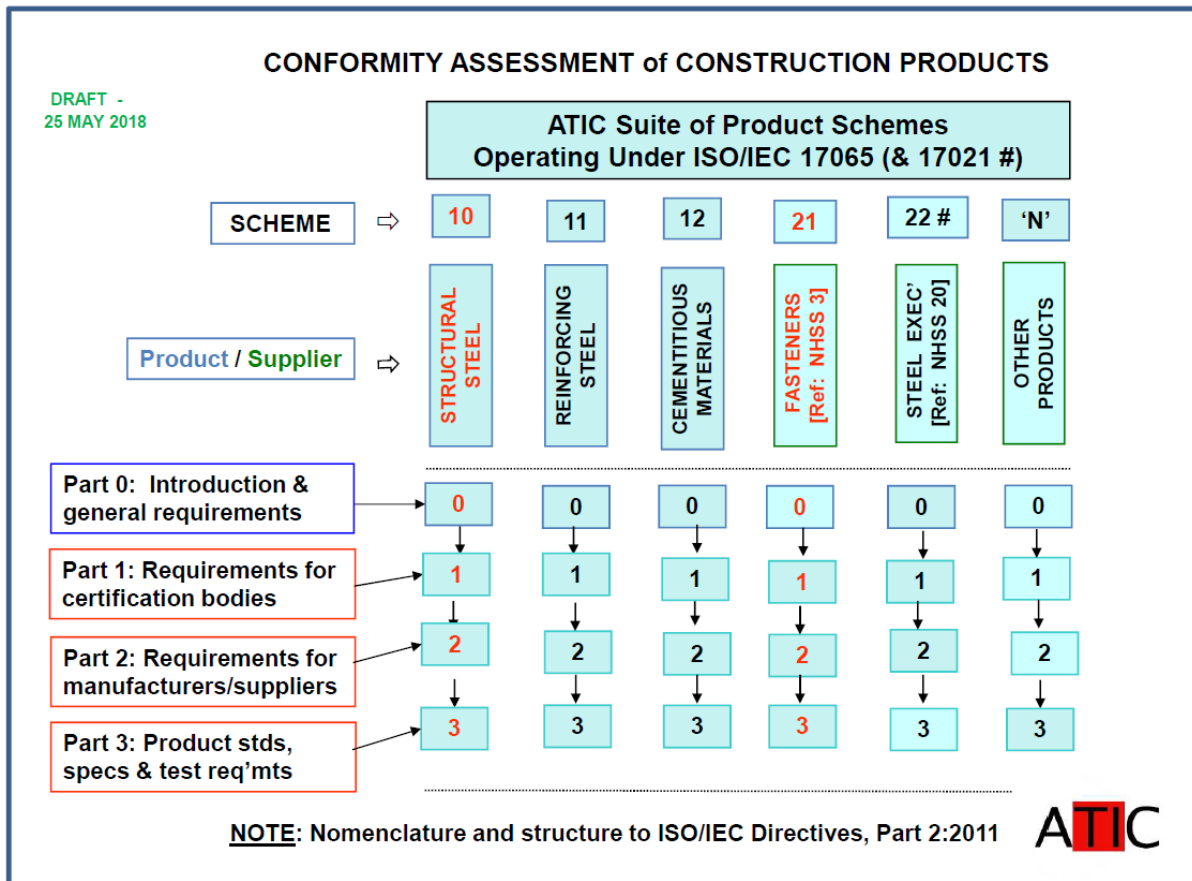 CONFORMITY ASSESSMENT of CONSTRUCTION PRODUCTS
DRAFT -
25 MAY 2018
ATIC Suite of Product Schemes
Operating Under ISO/IEC 17065 (& 17021 #)
SCHEME
10
11
12
21
22 #
‘N’
Product / Supplier
STRUCTURAL
STEEL
REINFORCING
STEEL
CEMENTITIOUS
MATERIALS
FASTENERS
[Ref: NHSS 3]
STEEL EXEC’
[Ref: NHSS 20]
OTHER
PRODUCTS
Part 0: Introduction &
general requirements
0
0
0
0
0
0
Part 1: Requirements for
certification bodies
1
1
1
1
1
1
Part 2: Requirements for
manufacturers/suppliers
2
2
2
2
2
2
Part 3: Product stds,
specs & test req’mts
3
3
3
3
3
3
NOTE: Nomenclature and structure to ISO/IEC Directives, Part 2:2011
ATIC